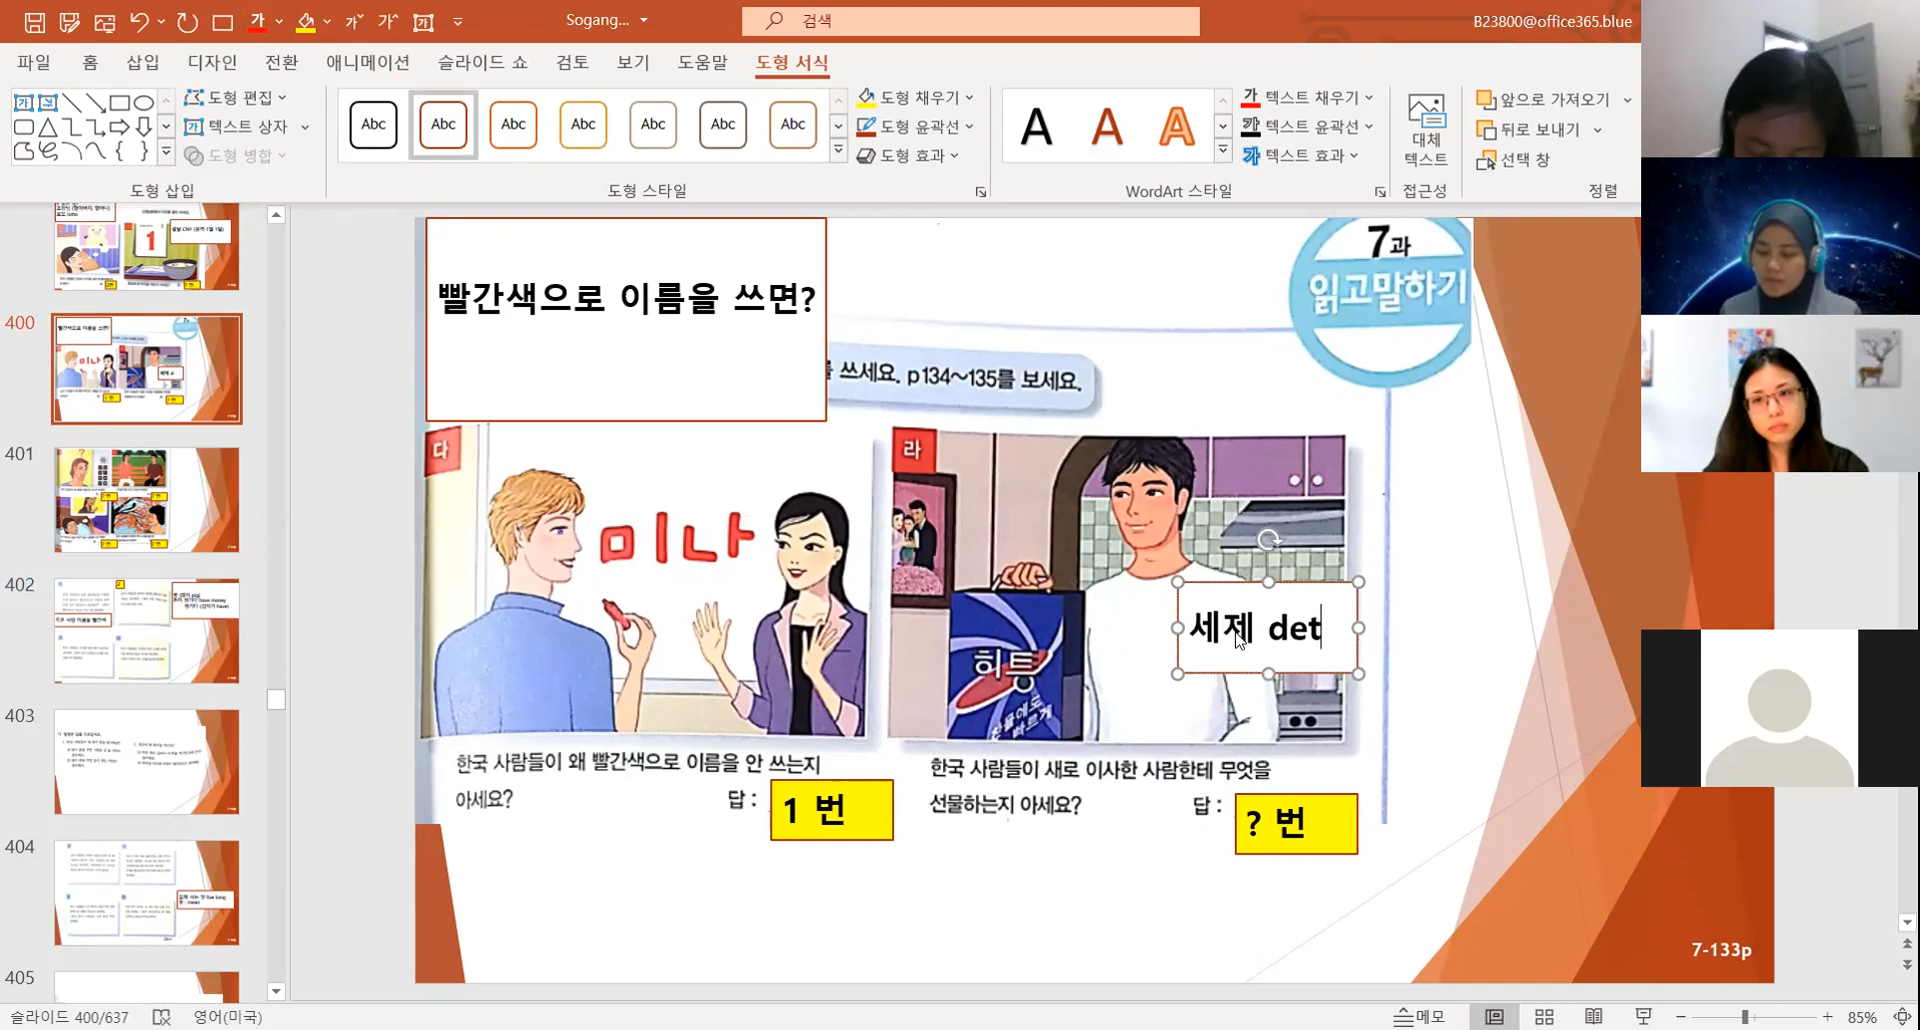 Sogang...
검색
B23800@office365.blue
파일 홈 삽입 디자인 전환 애니메이션 슬라이드 쇼 검토 보기 도움말 도형 서식
도형 편집
텍스트 상자
도형 병합
도형 삽입
Abc Abc Abc Abc Abc Abc Abc
도형 스타일
도형 채우기
도형 윤곽선
도형 효과
A A A
WordArt 스타일
텍스트 채우기
텍스트 윤곽선
텍스트 효과
대체
텍스트
접근성
앞으로 가져오기
뒤로 보내기
선택 창
정렬
400
401
402
403
404
405
빨간색으로 이름을 쓰면?
7과
읽고말하기
쓰세요. p134~135를 보세요.
다
미나
라
하통
찬물에도
빠르게
세제 det
한국 사람들이 왜 빨간색으로 이름을 안 쓰는지
아세요?
답 :
1 번
한국 사람들이 새로 이사한 사람한테 무엇을
선물하는지 아세요?
답 :
? 번
7-133p
슬라이드 400/637
영어(미국)
메모
85%